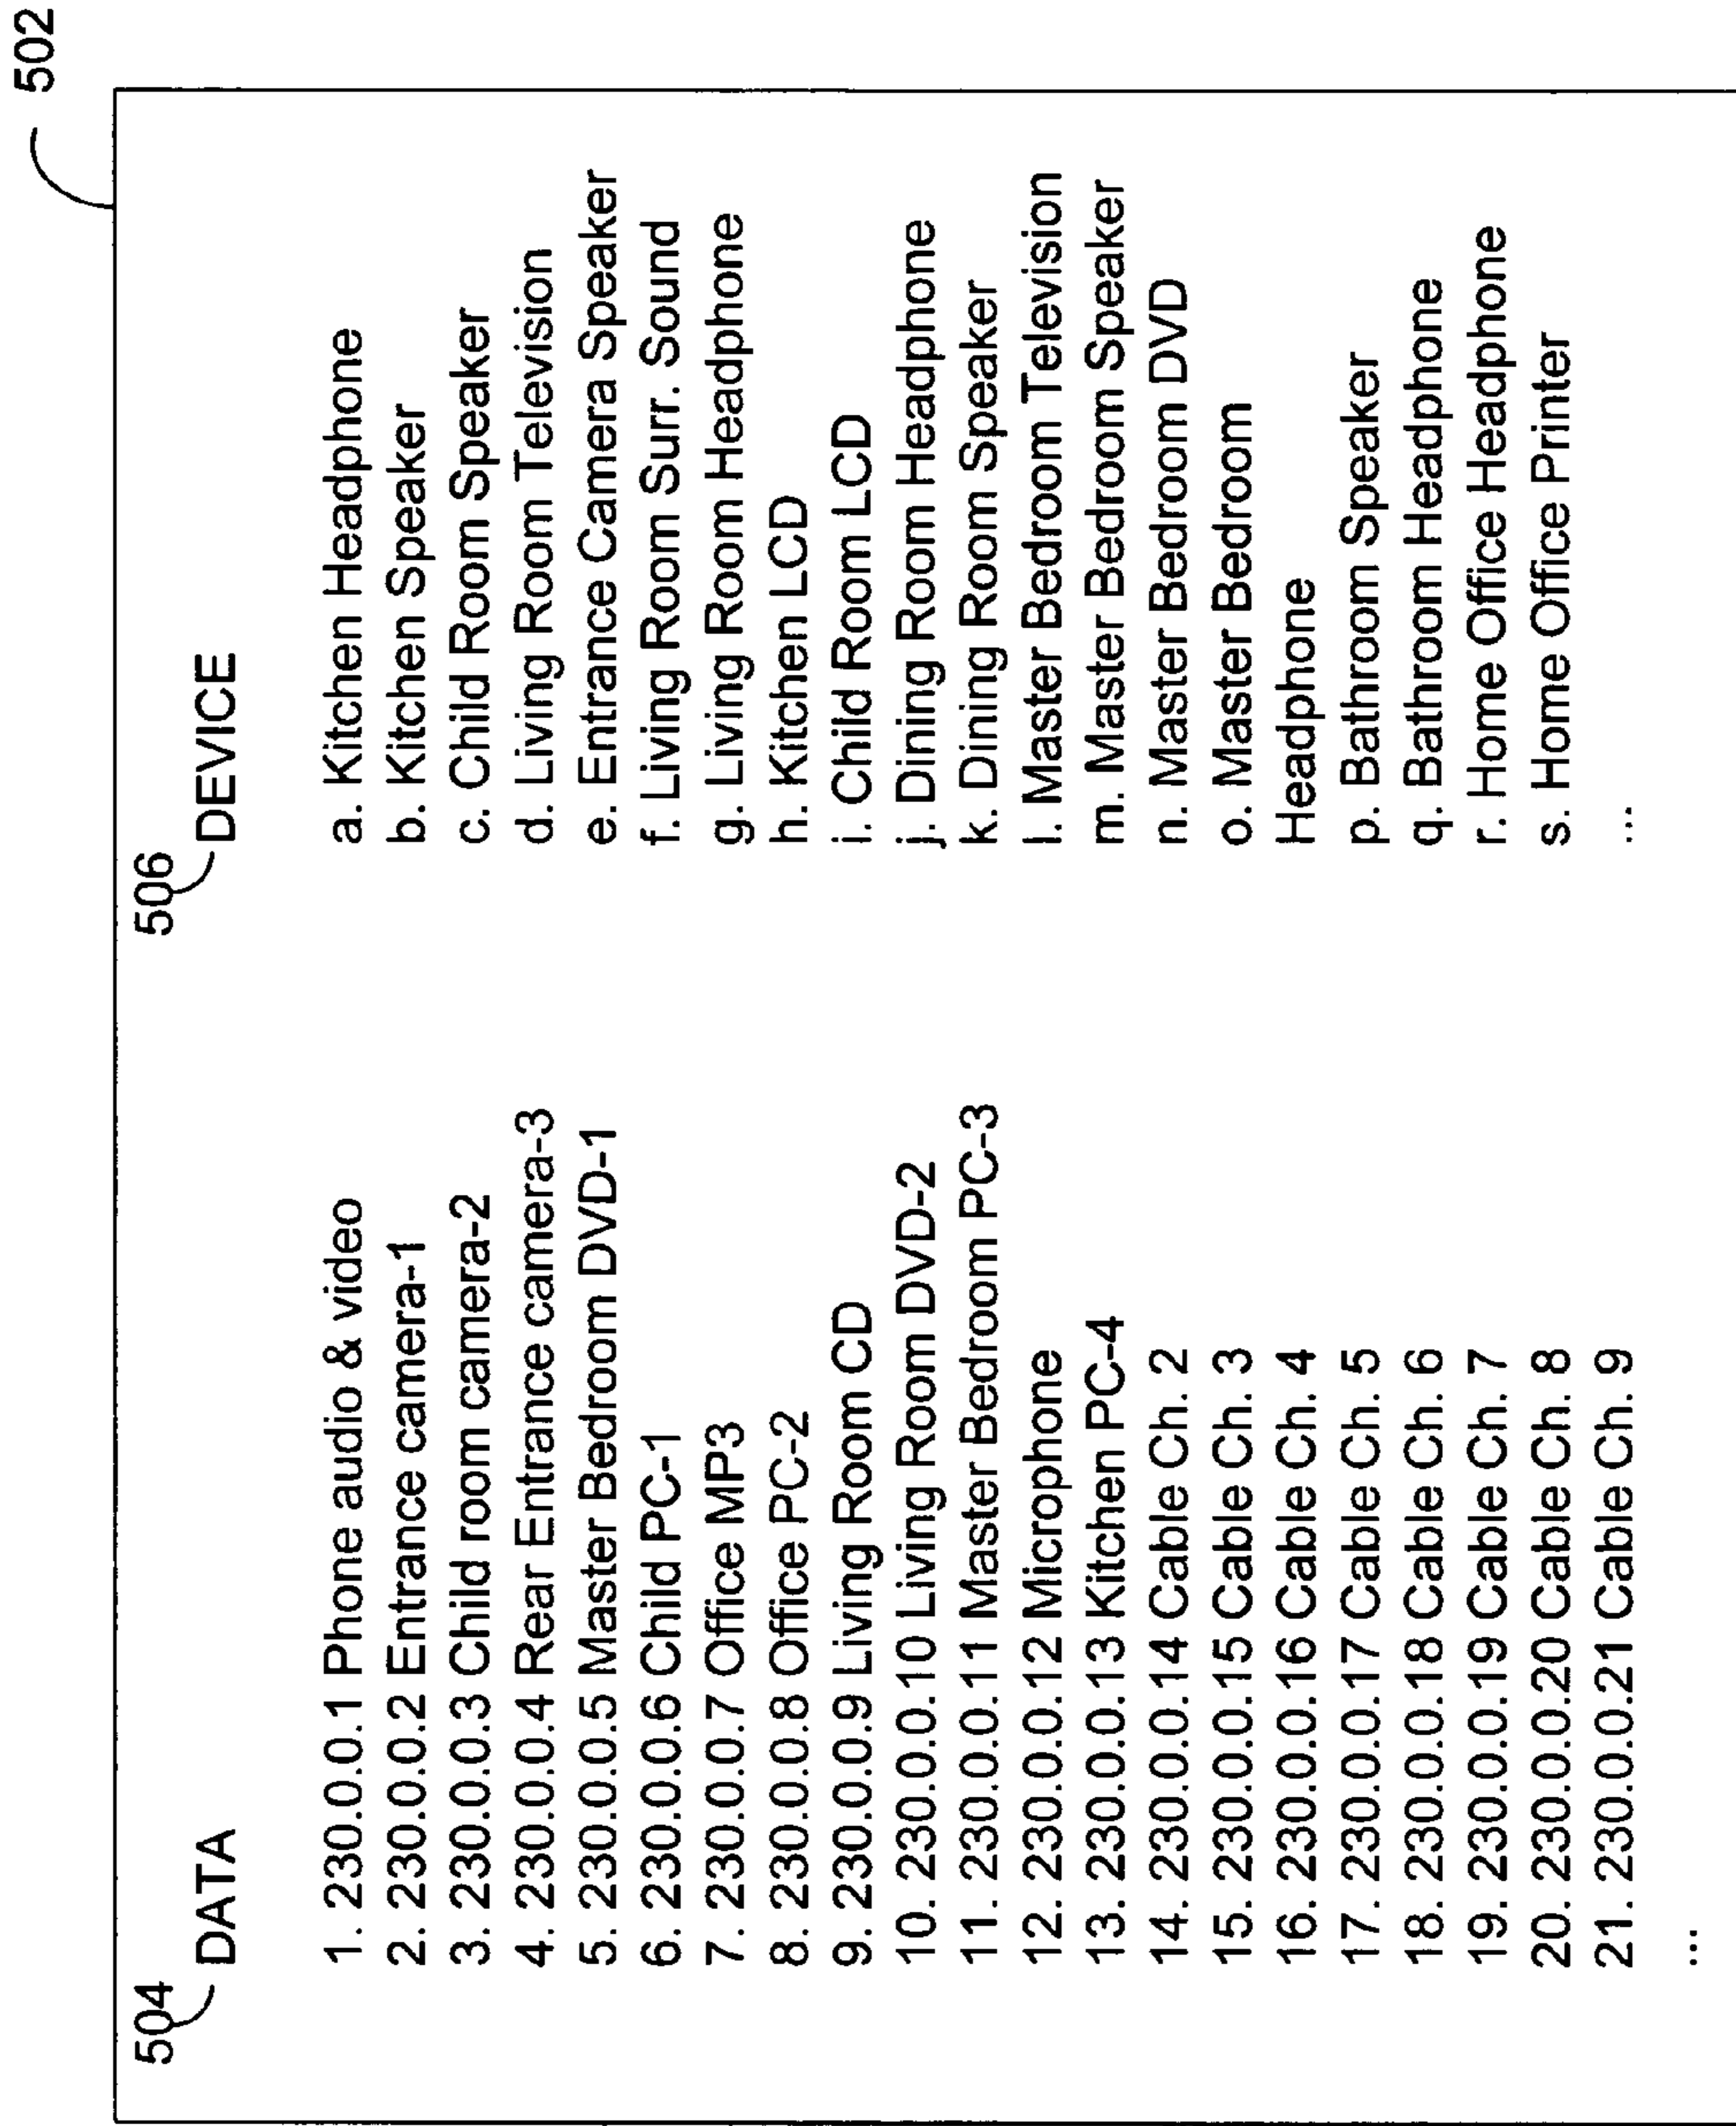 502
504
DATA
1. 230.0.0.1 Phone audio & video
2. 230.0.0.2 Entrance camera-1
3. 230.0.0.3 Child room camera-2
4. 230.0.0.4 Rear Entrance camera-3
5. 230.0.0.5 Master Bedroom DVD-1
6. 230.0.0.6 Child PC-1
7. 230.0.0.7 Office MP3
8. 230.0.0.8 Office PC-2
9. 230.0.0.9 Living Room CD
10. 230.0.0.10 Living Room DVD-2
11. 230.0.0.11 Master Bedroom PC-3
12. 230.0.0.12 Microphone
13. 230.0.0.13 Kitchen PC-4
14. 230.0.0.14 Cable Ch. 2
15. 230.0.0.15 Cable Ch. 3
16. 230.0.0.16 Cable Ch. 4
17. 230.0.0.17 Cable Ch. 5
18. 230.0.0.18 Cable Ch. 6
19. 230.0.0.19 Cable Ch. 7
20. 230.0.0.20 Cable Ch. 8
21. 230.0.0.21 Cable Ch. 9
...
506
DEVICE
a. Kitchen Headphone
b. Kitchen Speaker
c. Child Room Speaker
d. Living Room Television
e. Entrance Camera Speaker
f. Living Room Surr. Sound
g. Living Room Headphone
h. Kitchen LCD
i. Child Room LCD
j. Dining Room Headphone
k. Dining Room Speaker
l. Master Bedroom Television
m. Master Bedroom Speaker
n. Master Bedroom DVD
o. Master Bedroom
Headphone
p. Bathroom Speaker
q. Bathroom Headphone
r. Home Office Headphone
s. Home Office Printer
...